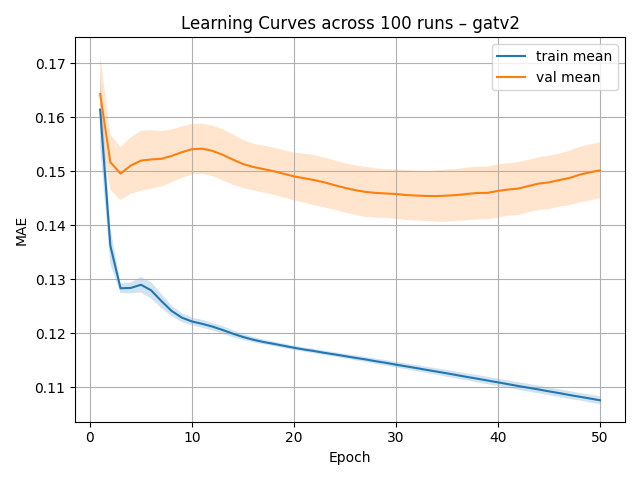 Learning Curves across 100 runs – gatv2
train mean
val mean
0.17
0.16
0.15
0.14
0.13
0.12
0.11
MAE
0
10
20
30
40
50
Epoch